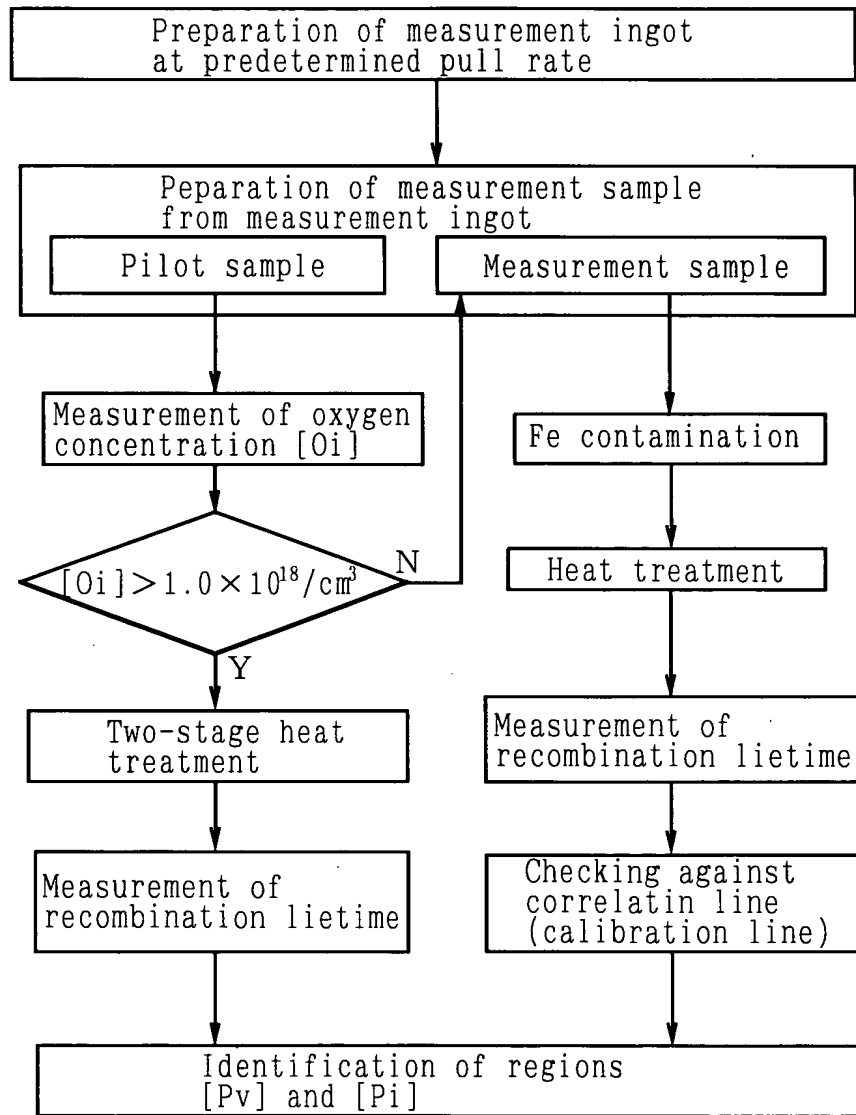 Preparation of measurement ingot
at predetermined pull rate
Peparation of measurement sample
from measurement ingot
Pilot sample
Measurement sample
Measurement of oxygen
concentration [Oi]
[Oi]>1.0×10¹⁸/cm³
N
Y
Two-stage heat
treatment
Measurement of
recombination lietime
Fe contamination
Heat treatment
Measurement of
recombination lietime
Checking against
correlatin line
(calibration line)
Identification of regions
[Pv] and [Pi]